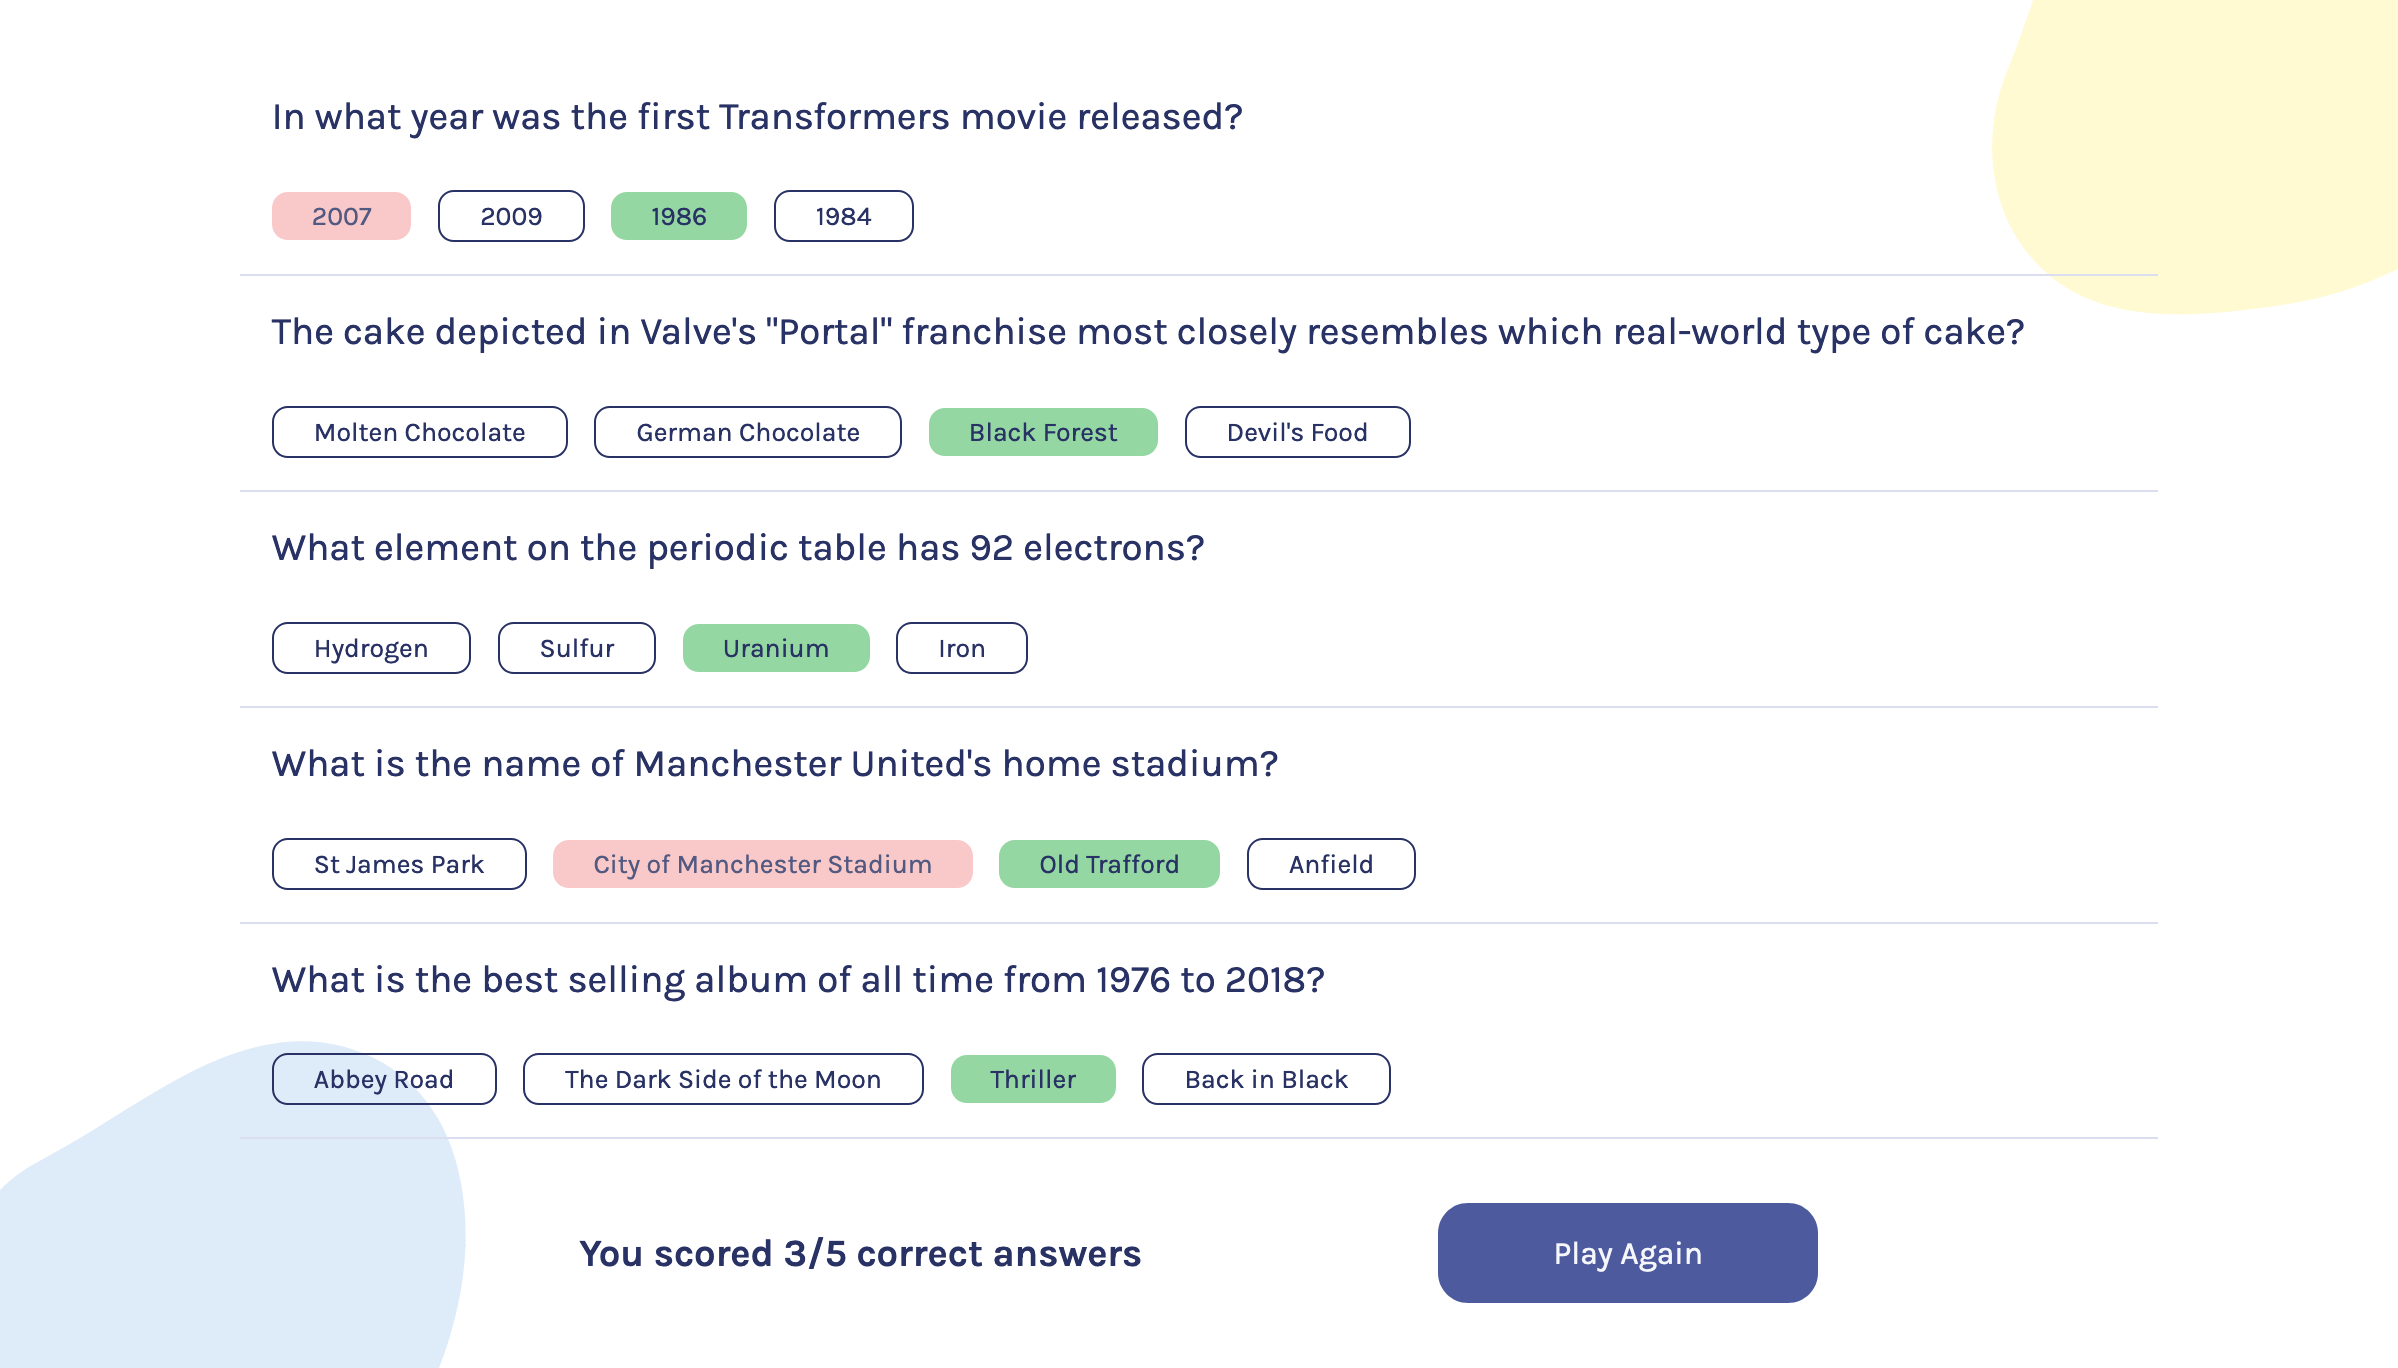 In what year was the first Transformers movie released?
2007 2009 1986 1984
The cake depicted in Valve's "Portal" franchise most closely resembles which real-world type of cake?
Molten Chocolate German Chocolate Black Forest Devil's Food
What element on the periodic table has 92 electrons?
Hydrogen Sulfur Uranium Iron
What is the name of Manchester United's home stadium?
St James Park City of Manchester Stadium Old Trafford Anfield
What is the best selling album of all time from 1976 to 2018?
Abbey Road The Dark Side of the Moon Thriller Back in Black
You scored 3/5 correct answers Play Again